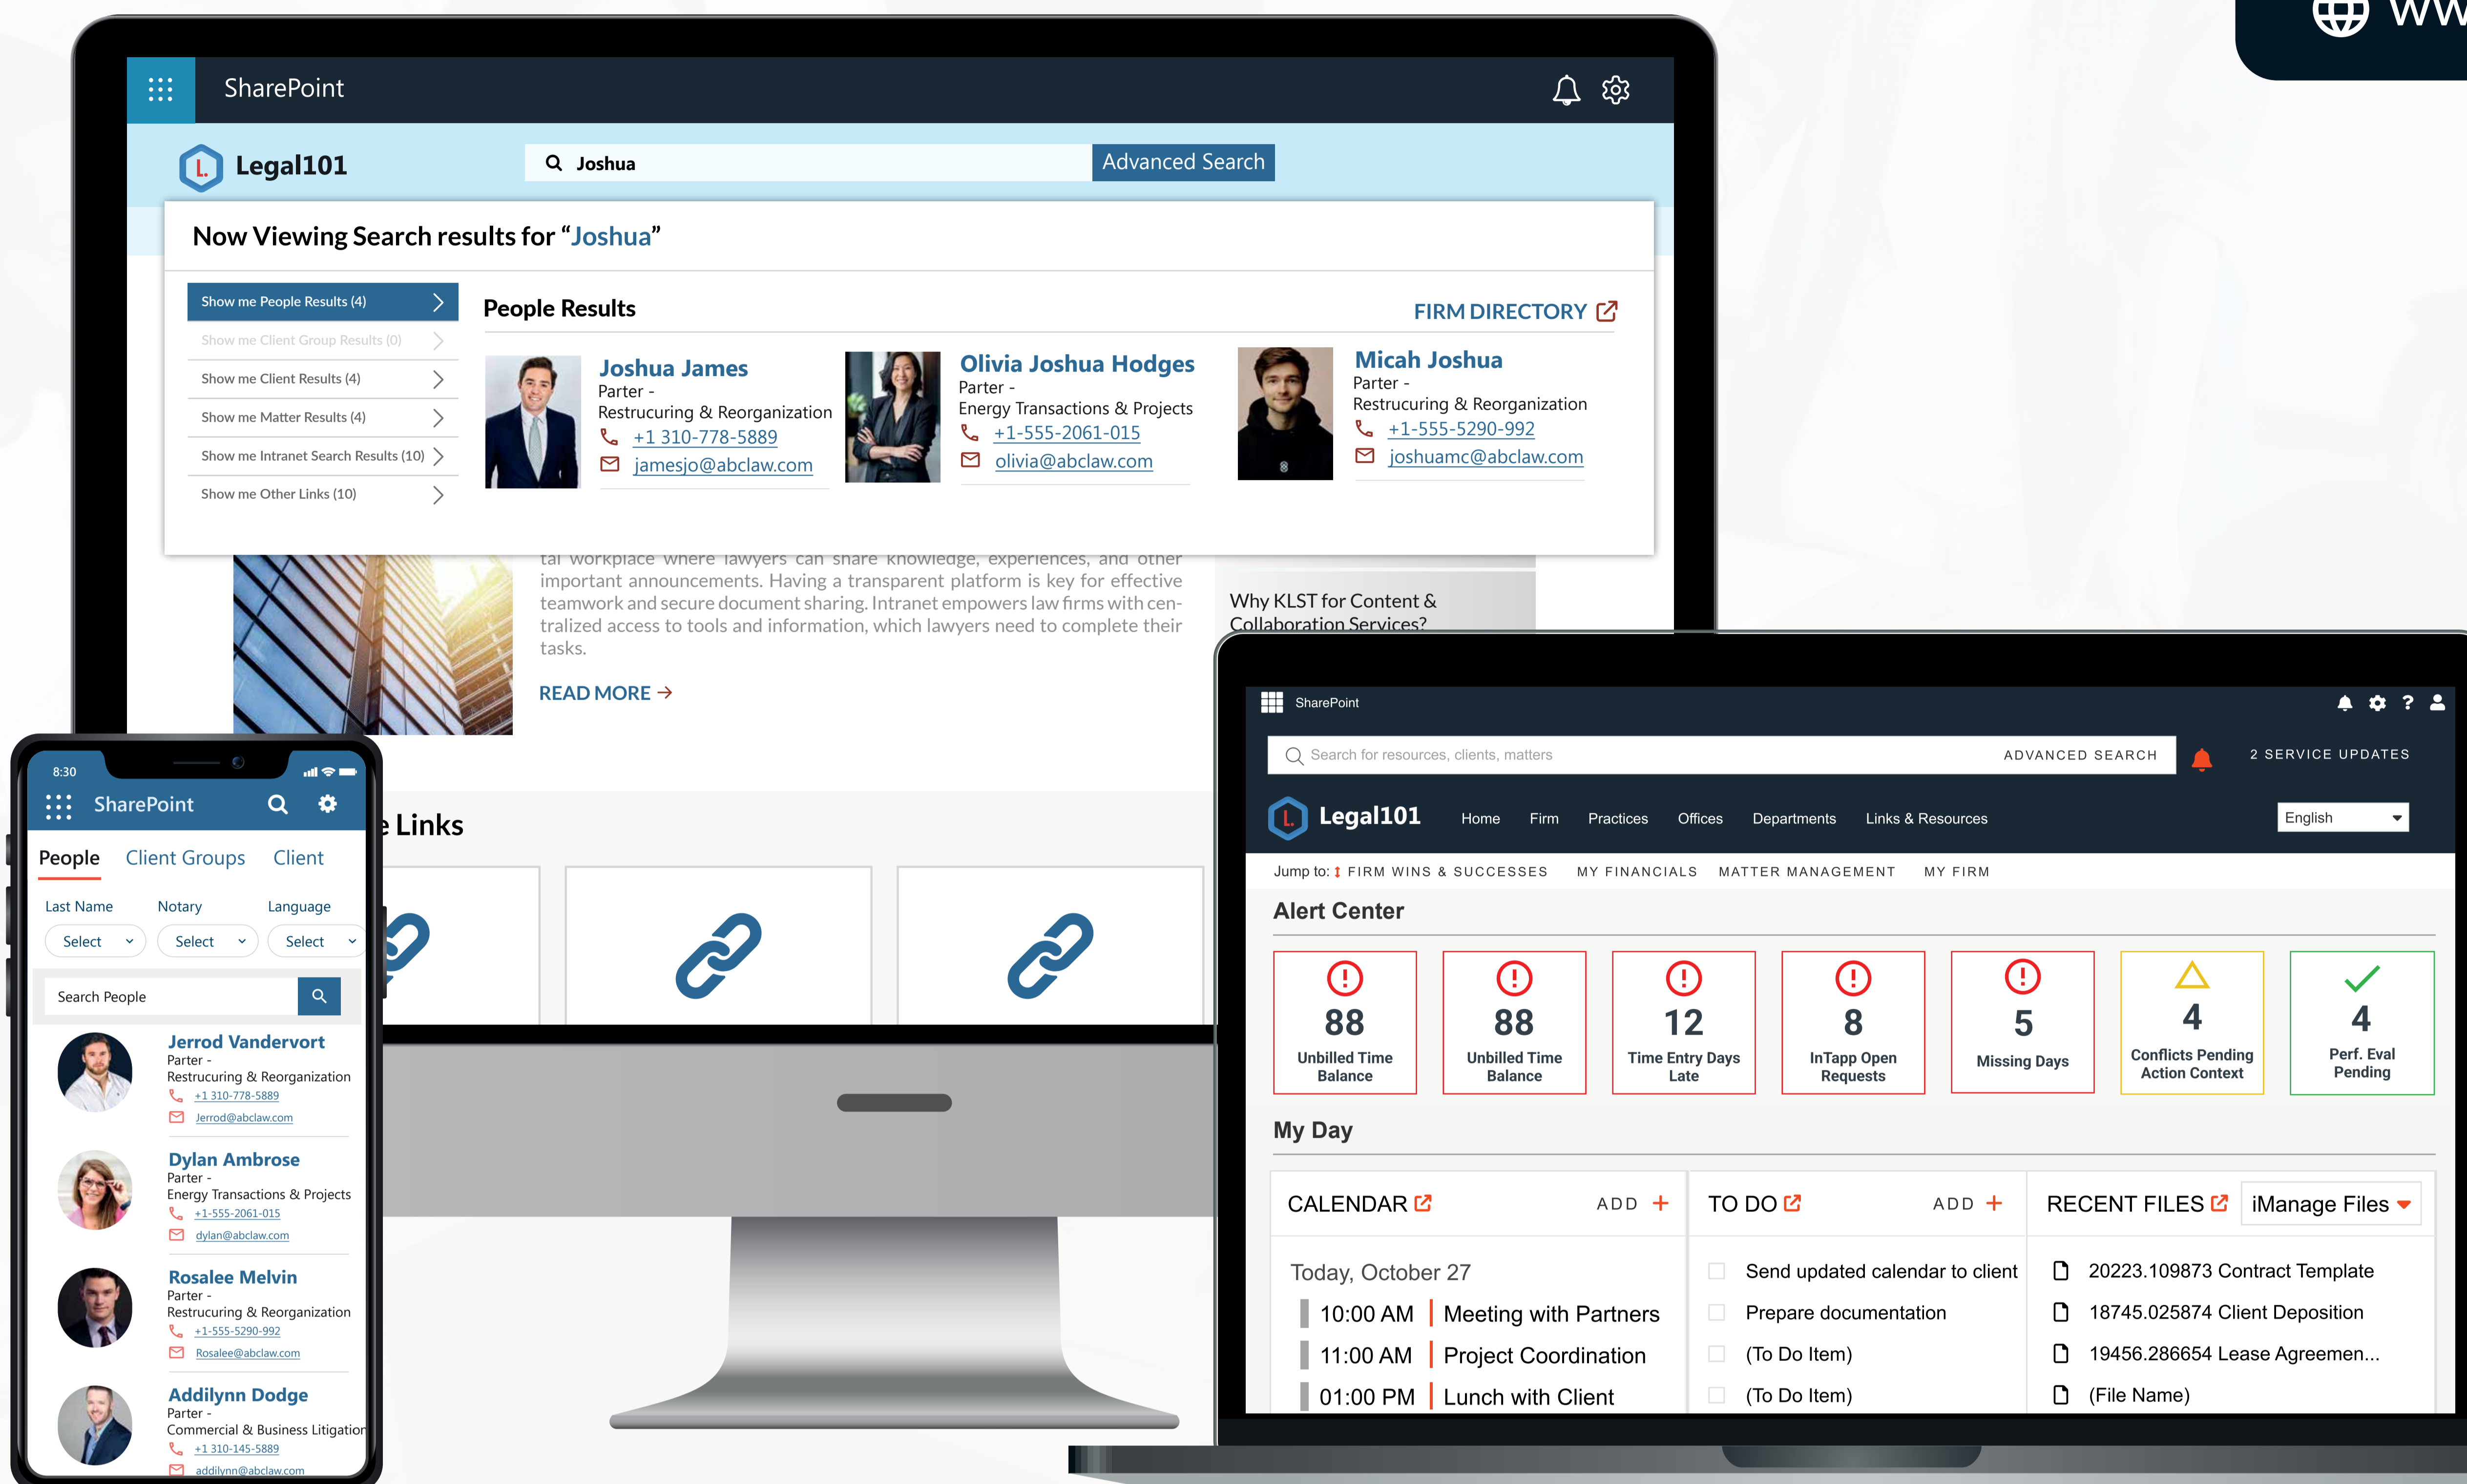 WW
SharePoint
Legal101
Joshua
Advanced Search
Now Viewing Search results for “Joshua”
Show me People Results (4)
Show me Client Group Results (0)
Show me Client Results (4)
Show me Matter Results (4)
Show me Intranet Search Results (10)
Show me Other Links (10)
People Results
FIRM DIRECTORY
Joshua James
Parter -
Restrucuring & Reorganization
+1 310-778-5889
jamesjo@abclaw.com
Olivia Joshua Hodges
Parter -
Energy Transactions & Projects
+1-555-2061-015
olivia@abclaw.com
Micah Joshua
Parter -
Restrucuring & Reorganization
+1-555-5290-992
joshuamc@abclaw.com
tal workplace where lawyers can share knowledge, experiences, and other
important announcements. Having a transparent platform is key for effective
teamwork and secure document sharing. Intranet empowers law firms with cen-
tralized access to tools and information, which lawyers need to complete their
tasks.
READ MORE
Why KLST for Content &
Collaboration Services?
e Links
8:30
SharePoint
People Client Groups Client
Last Name Notary Language
Select Select Select
Search People
Jerrod Vandervort
Parter -
Restrucuring & Reorganization
+1 310-778-5889
Jerrod@abclaw.com
Dylan Ambrose
Parter -
Energy Transactions & Projects
+1-555-2061-015
dylan@abclaw.com
Rosalee Melvin
Parter -
Restrucuring & Reorganization
+1-555-5290-992
Rosalee@abclaw.com
Addilynn Dodge
Parter -
Commercial & Business Litigation
+1 310-145-5889
addilynn@abclaw.com
SharePoint
Search for resources, clients, matters
ADVANCED SEARCH
2 SERVICE UPDATES
L. Legal101
Home Firm Practices Offices Departments Links & Resources
English
Jump to: FIRM WINS & SUCCESSES MY FINANCIALS MATTER MANAGEMENT MY FIRM
Alert Center
88
Unbilled Time
Balance
88
Unbilled Time
Balance
12
Time Entry Days
Late
8
InTapp Open
Requests
5
Missing Days
4
Conflicts Pending
Action Context
4
Perf. Eval
Pending
My Day
CALENDAR ADD +
Today, October 27
10:00 AM Meeting with Partners
11:00 AM Project Coordination
01:00 PM Lunch with Client
TO DO ADD +
Send updated calendar to client
Prepare documentation
(To Do Item)
(To Do Item)
RECENT FILES iManage Files
20223.109873 Contract Template
18745.025874 Client Deposition
19456.286654 Lease Agreemen...
(File Name)